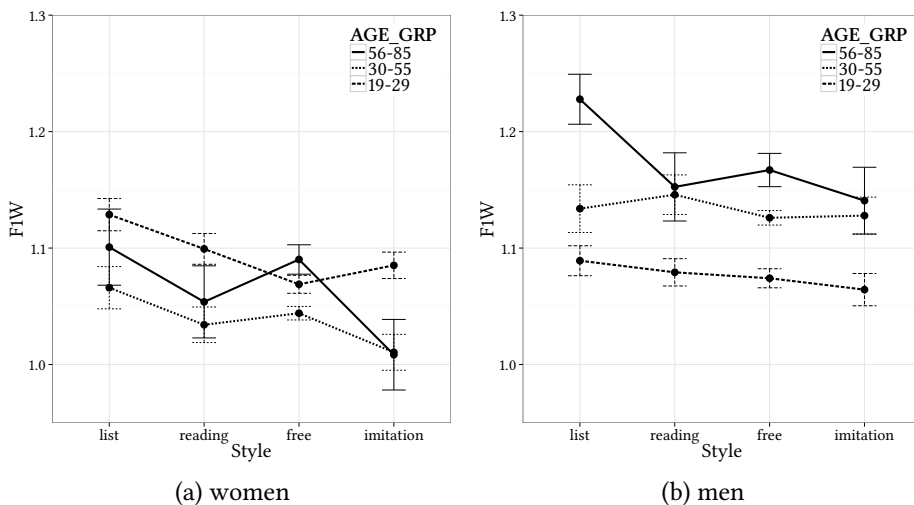 AGE_GRP
56-85
30-55
19-29
1.3
1.2
1.1
1.0
F1W
list reading free imitation
Style
(a) women
AGE_GRP
56-85
30-55
19-29
1.3
1.2
1.1
1.0
F1W
list reading free imitation
Style
(b) men